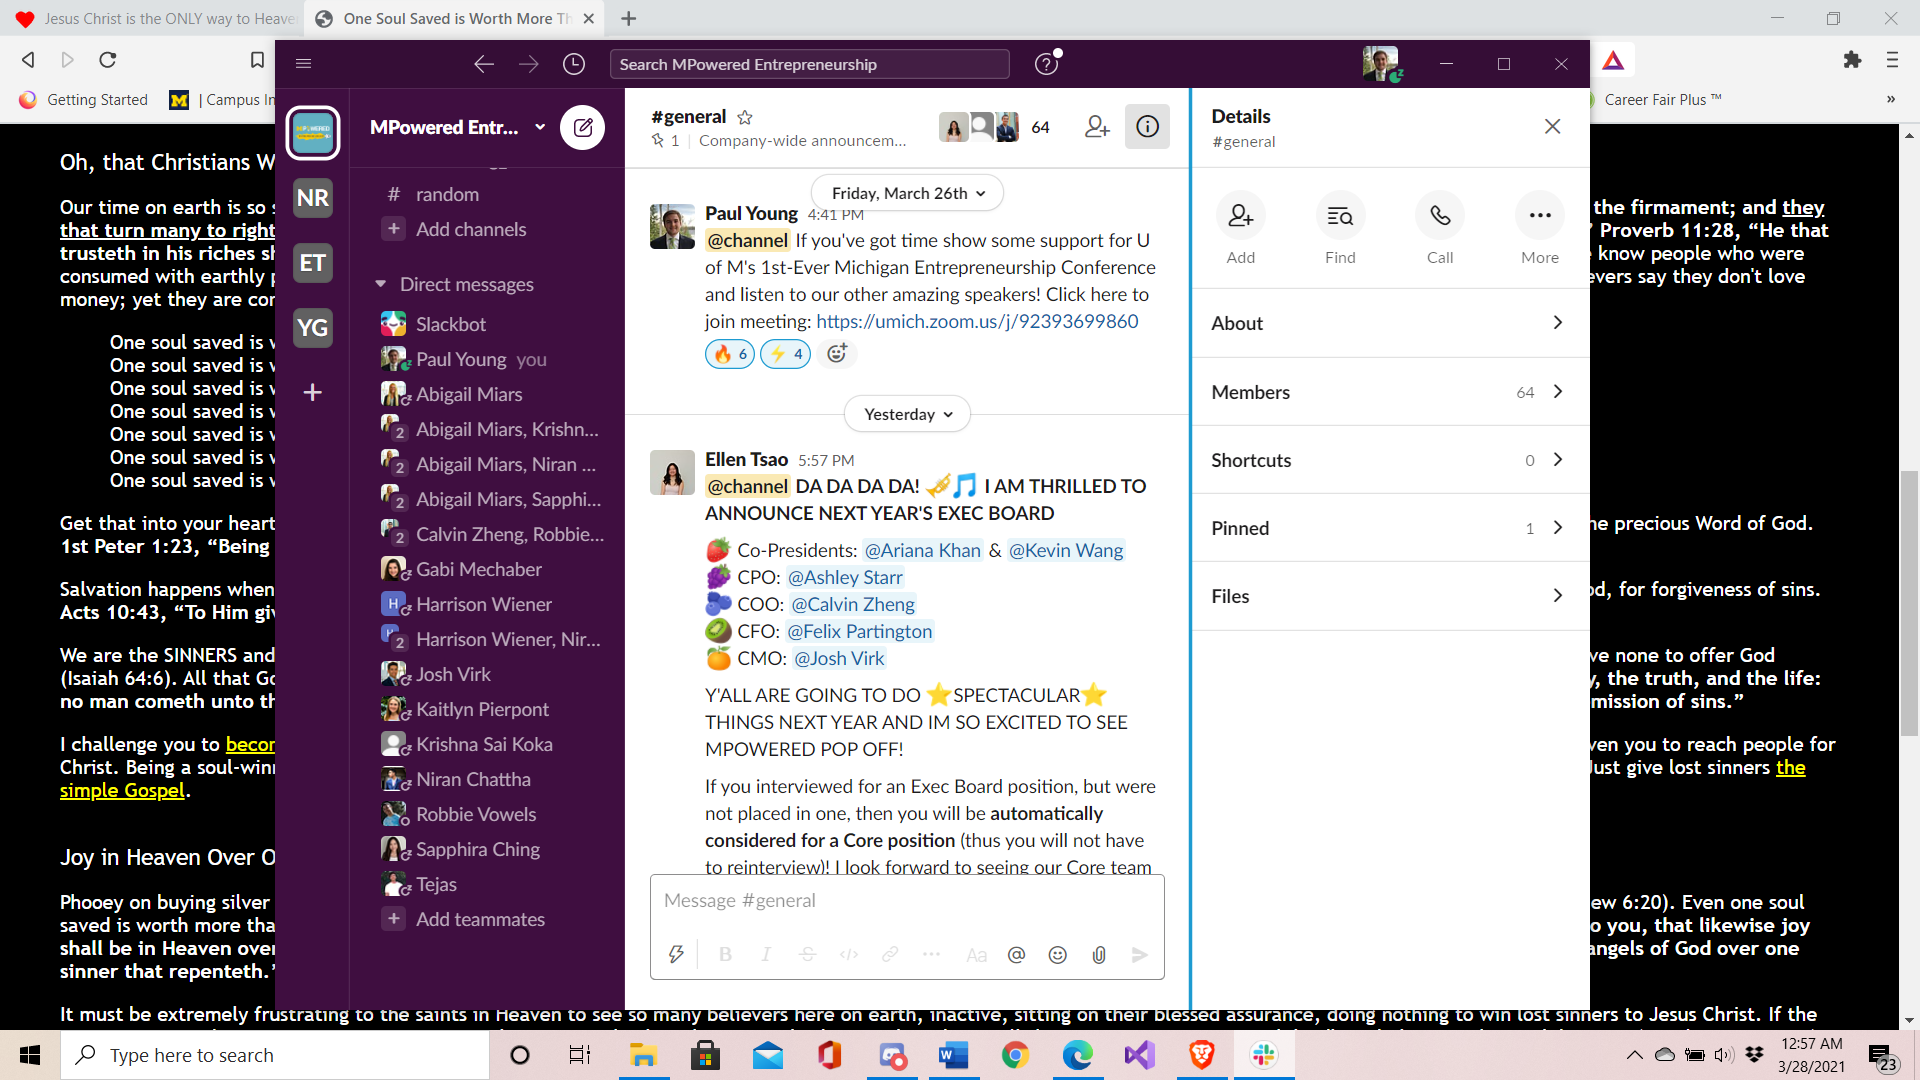 Jesus Christ is the ONLY way to Heave
One Soul Saved is Worth More Th
Getting Started
| Campus In
Career Fair Plus ™
»
Search MPowered Entrepreneurship
MPOWERED
NR
ET
YG
MPowered Entr...
# random
Add channels
Direct messages
Slackbot
Paul Young you
Abigail Miars
2 Abigail Miars, Krishn...
2 Abigail Miars, Niran ...
2 Abigail Miars, Sapphi...
2 Calvin Zheng, Robbie...
Gabi Mechaber
H Harrison Wiener
2 Harrison Wiener, Nir...
Josh Virk
Kaitlyn Pierpont
Krishna Sai Koka
Niran Chattha
Robbie Vowels
Sapphira Ching
Tejas
Add teammates
#general
1 | Company-wide announcem...
64
Friday, March 26th
Paul Young 4:41 PM
@channel If you've got time show some support for U
of M's 1st-Ever Michigan Entrepreneurship Conference
and listen to our other amazing speakers! Click here to
join meeting: https://umich.zoom.us/j/92393699860
🔥 6 ⚡ 4
Yesterday
Ellen Tsao 5:57 PM
@channel DA DA DA DA! 🎺🎵 I AM THRILLED TO
ANNOUNCE NEXT YEAR'S EXEC BOARD
🍓 Co-Presidents: @Ariana Khan & @Kevin Wang
🍇 CPO: @Ashley Starr
🫐 COO: @Calvin Zheng
🥝 CFO: @Felix Partington
🍊 CMO: @Josh Virk
Y'ALL ARE GOING TO DO ⭐SPECTACULAR⭐
THINGS NEXT YEAR AND IM SO EXCITED TO SEE
MPOWERED POP OFF!
If you interviewed for an Exec Board position, but were
not placed in one, then you will be automatically
considered for a Core position (thus you will not have
to reinterview)! I look forward to seeing our Core team
Message #general
B I S </> ... Aa @
Details
#general
Add
Find
Call
More
About
Members 64
Shortcuts 0
Pinned 1
Files
Oh, that Christians W
Our time on earth is so s
that turn many to right
trusteth in his riches sh
consumed with earthly p
money; yet they are con
One soul saved is v
One soul saved is v
One soul saved is v
One soul saved is v
One soul saved is v
One soul saved is v
One soul saved is v
Get that into your heart
1st Peter 1:23, “Being
Salvation happens when
Acts 10:43, “To Him giv
We are the SINNERS and
(Isaiah 64:6). All that Go
no man cometh unto th
I challenge you to becor
Christ. Being a soul-winn
simple Gospel.
Joy in Heaven Over O
Phooey on buying silver
saved is worth more tha
shall be in Heaven over
sinner that repenteth.”
the firmament; and they
” Proverb 11:28, “He that
know people who were
evers say they don't love
he precious Word of God.
od, for forgiveness of sins.
ve none to offer God
y, the truth, and the life:
mission of sins.”
ven you to reach people for
Just give lost sinners the
ew 6:20). Even one soul
o you, that likewise joy
angels of God over one
It must be extremely frustrating to the saints in Heaven to see so many believers here on earth, inactive, sitting on their blessed assurance, doing nothing to win lost sinners to Jesus Christ. If the
Type here to search
12:57 AM
3/28/2021
23